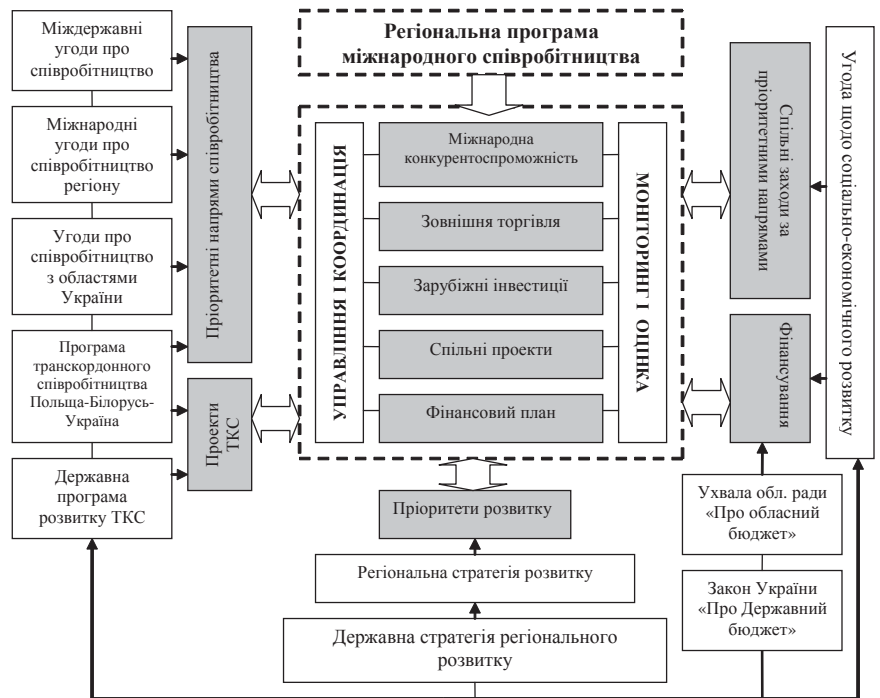 Міждержавні
угоди про
співробітництво
Міжнародні
угоди про
співробітництво
регіону
Угоди про
співробітництво
з областями
України
Програма
транскордонного
співробітництва
Польща-Білорусь-
Україна
Державна
програма
розвитку ТКС
Пріоритетні напрями співробітництва
Проекти
ТКС
Регіональна програма
міжнародного співробітництва
УПРАВЛІННЯ І КООРДИНАЦІЯ
Міжнародна
конкурентоспроможність
Зовнішня торгівля
Зарубіжні інвестиції
Спільні проекти
Фінансовий план
МОНІТОРИНГ І ОЦІНКА
Пріоритети розвитку
Регіональна стратегія розвитку
Державна стратегія регіонального
розвитку
Спільні заходи за
пріоритетними напрямами
Фінансування
Угода щодо соціально-економічного розвитку
Ухвала обл. ради
«Про обласний
бюджет»
Закон України
«Про Державний
бюджет»